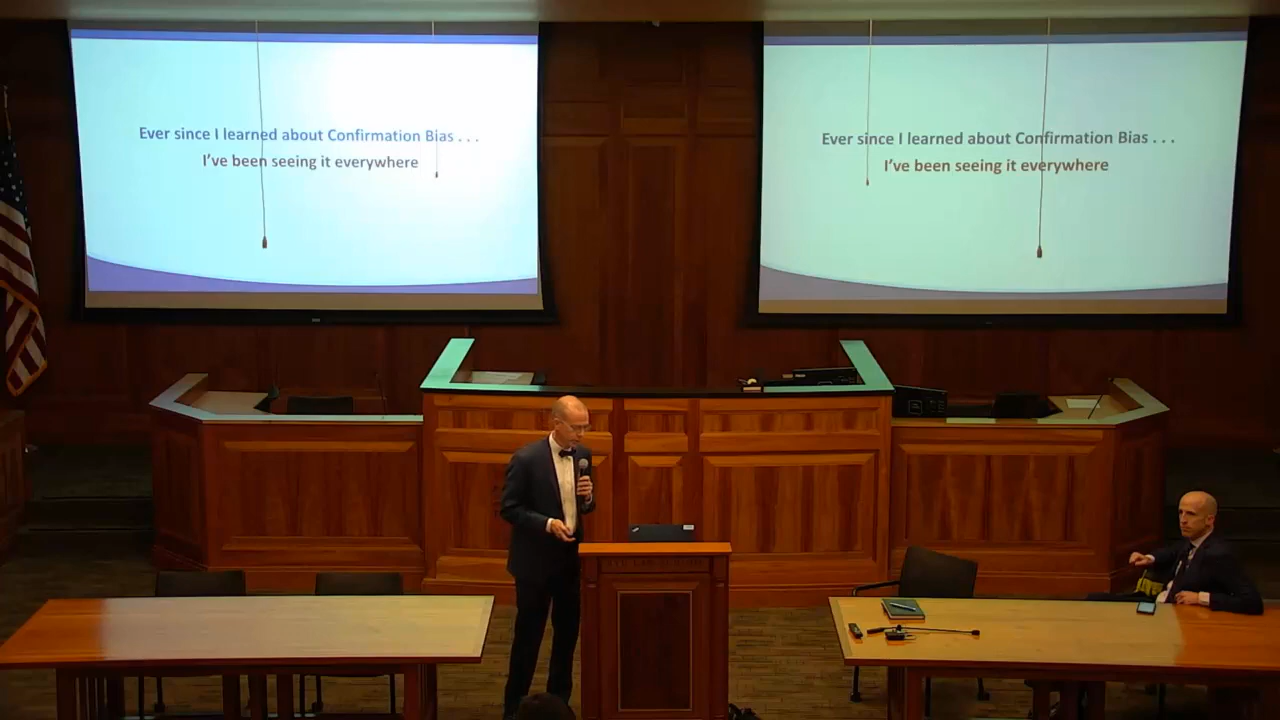 Ever since I learned about Confirmation Bias . . .
I've been seeing it everywhere
Ever since I learned about Confirmation Bias . . .
I've been seeing it everywhere